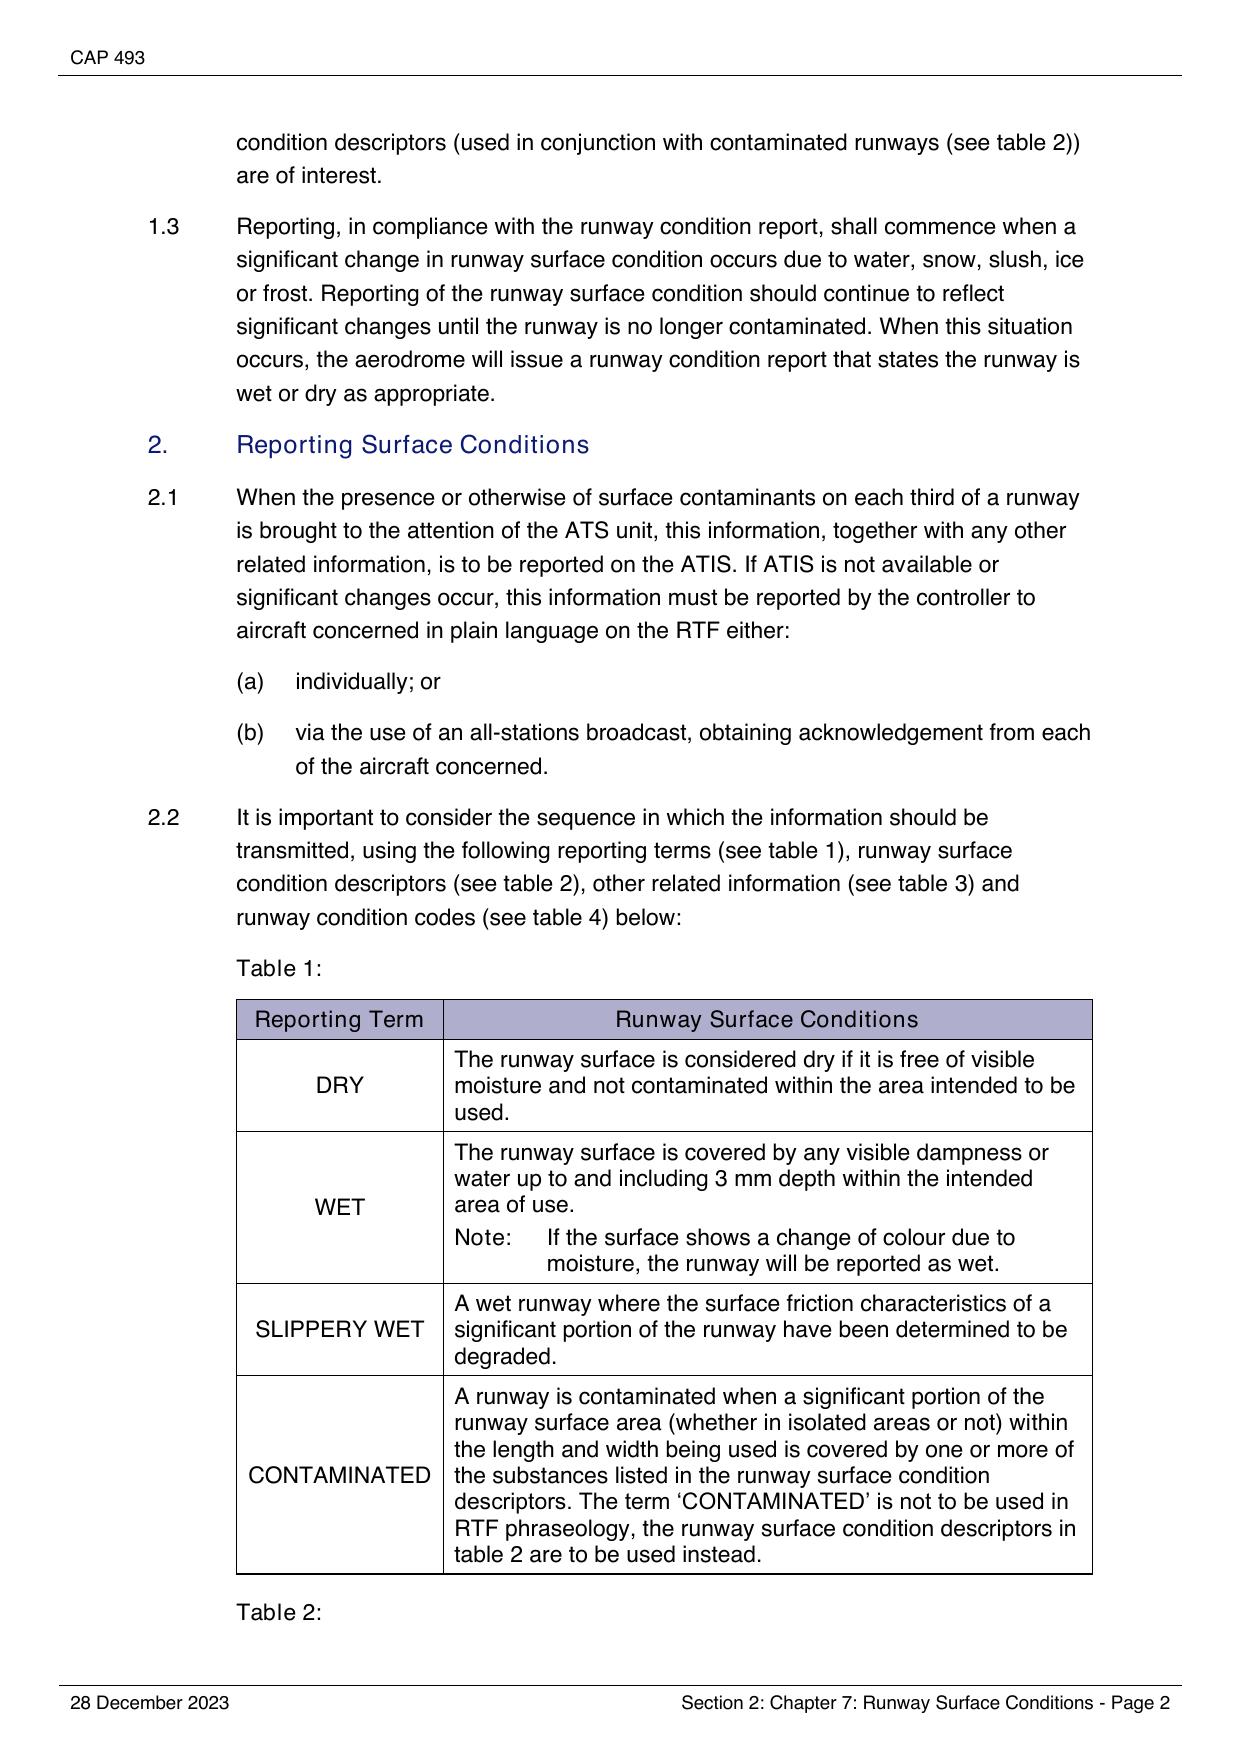 CAP 493
condition descriptors (used in conjunction with contaminated runways (see table 2))
are of interest.
1.3 Reporting, in compliance with the runway condition report, shall commence when a
significant change in runway surface condition occurs due to water, snow, slush, ice
or frost. Reporting of the runway surface condition should continue to reflect
significant changes until the runway is no longer contaminated. When this situation
occurs, the aerodrome will issue a runway condition report that states the runway is
wet or dry as appropriate.
2. Reporting Surface Conditions
2.1 When the presence or otherwise of surface contaminants on each third of a runway
is brought to the attention of the ATS unit, this information, together with any other
related information, is to be reported on the ATIS. If ATIS is not available or
significant changes occur, this information must be reported by the controller to
aircraft concerned in plain language on the RTF either:
(a) individually; or
(b) via the use of an all-stations broadcast, obtaining acknowledgement from each
of the aircraft concerned.
2.2 It is important to consider the sequence in which the information should be
transmitted, using the following reporting terms (see table 1), runway surface
condition descriptors (see table 2), other related information (see table 3) and
runway condition codes (see table 4) below:
Table 1:
Reporting Term Runway Surface Conditions
DRY
The runway surface is considered dry if it is free of visible
moisture and not contaminated within the area intended to be
used.
WET
The runway surface is covered by any visible dampness or
water up to and including 3 mm depth within the intended
area of use.
Note: If the surface shows a change of colour due to
moisture, the runway will be reported as wet.
SLIPPERY WET
A wet runway where the surface friction characteristics of a
significant portion of the runway have been determined to be
degraded.
CONTAMINATED
A runway is contaminated when a significant portion of the
runway surface area (whether in isolated areas or not) within
the length and width being used is covered by one or more of
the substances listed in the runway surface condition
descriptors. The term ‘CONTAMINATED’ is not to be used in
RTF phraseology, the runway surface condition descriptors in
table 2 are to be used instead.
Table 2:
28 December 2023 Section 2: Chapter 7: Runway Surface Conditions - Page 2